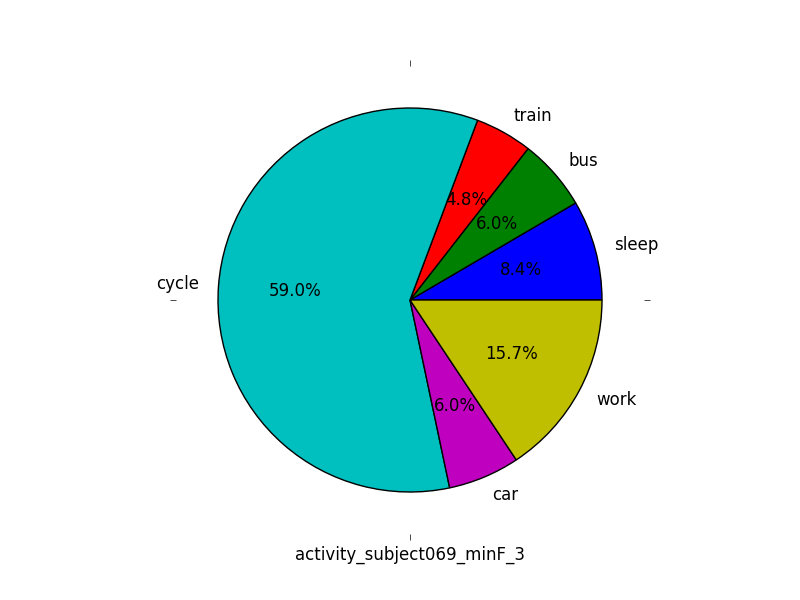 train
bus
4.8%
6.0%
sleep
8.4%
cycle
59.0%
15.7%
work
6.0%
car
activity_subject069_minF_3